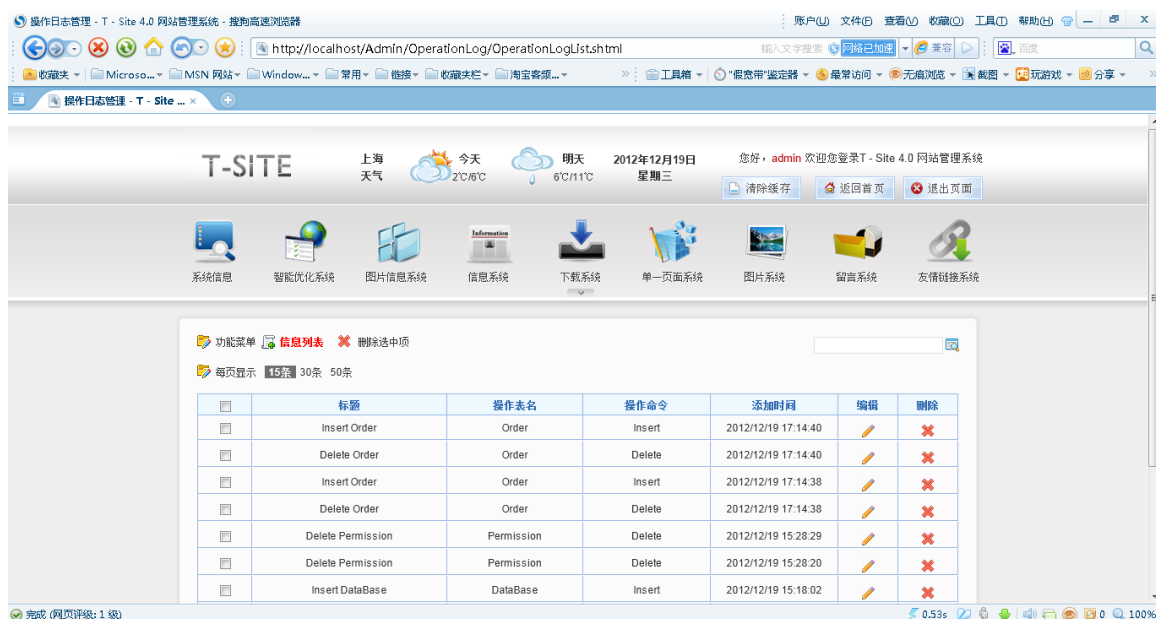 操作日志管理 - T - Site 4.0 网站管理系统 - 搜狗高速浏览器 账户(U) 文件(F) 查看(V) 收藏(O) 工具(T) 帮助(H)
http://localhost/Admin/OperationLog/OperationLogList.shtml 输入文字搜索 网络已加速 兼容 百度
收藏夹 Microso... MSN 网站 Window... 常用 链接 收藏夹栏 淘宝客频... » 工具箱 "假宽带"鉴定器 最常访问 无痕浏览 截图 玩游戏 分享 »
操作日志管理 - T - Site ... ×
T-SITE 上海 今天 明天 2012年12月19日 您好，admin 欢迎您登录T - Site 4.0 网站管理系统
天气 2℃/6℃ 6℃/11℃ 星期三
清除缓存 返回首页 退出页面
Information
系统信息 智能优化系统 图片信息系统 信息系统 下载系统 单一页面系统 图片系统 留言系统 友情链接系统
功能菜单 信息列表 删除选中项
每页显示 15条 30条 50条
标题 操作表名 操作命令 添加时间 编辑 删除
Insert Order Order Insert 2012/12/19 17:14:40
Delete Order Order Delete 2012/12/19 17:14:40
Insert Order Order Insert 2012/12/19 17:14:38
Delete Order Order Delete 2012/12/19 17:14:38
Delete Permission Permission Delete 2012/12/19 15:28:29
Delete Permission Permission Delete 2012/12/19 15:28:20
Insert DataBase DataBase Insert 2012/12/19 15:18:02
完成 (网页评级: 1 级) 0.53s 0 100%